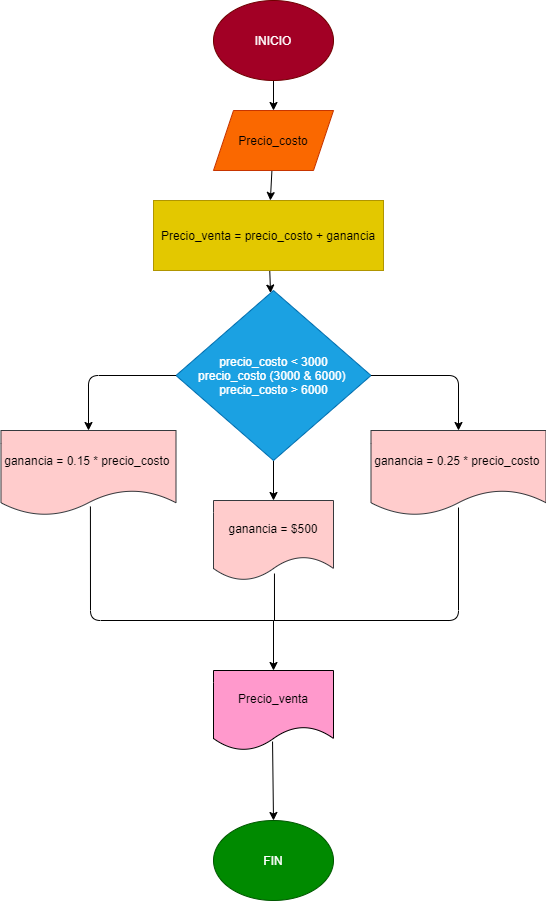 INICIO
Precio_costo
Precio_venta = precio_costo + ganancia
precio_costo < 3000
precio_costo (3000 & 6000)
precio_costo > 6000
ganancia = 0.15 * precio_costo
ganancia = $500
ganancia = 0.25 * precio_costo
Precio_venta
FIN